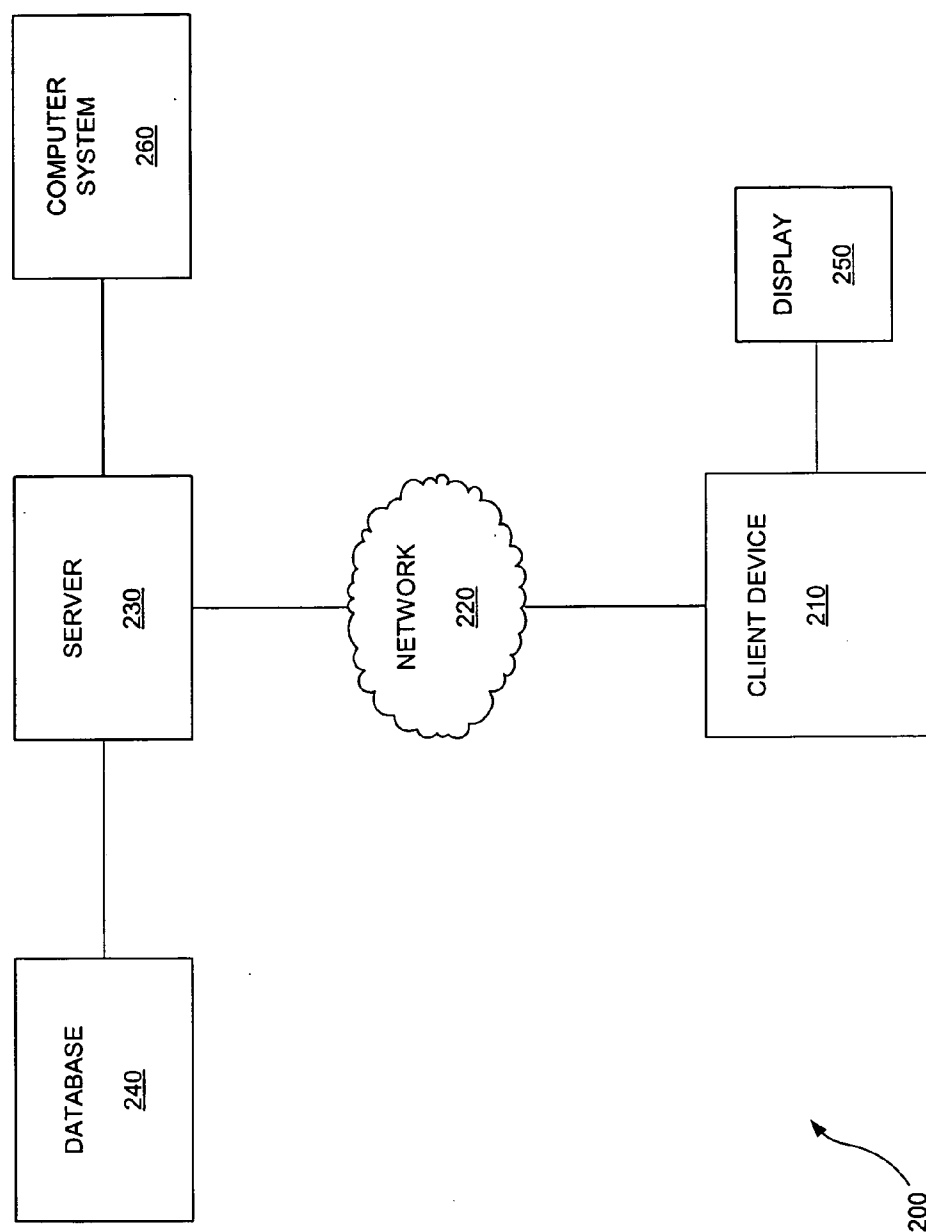 DATABASE
240
SERVER
230
COMPUTER
SYSTEM
260
NETWORK
220
CLIENT DEVICE
210
DISPLAY
250
200